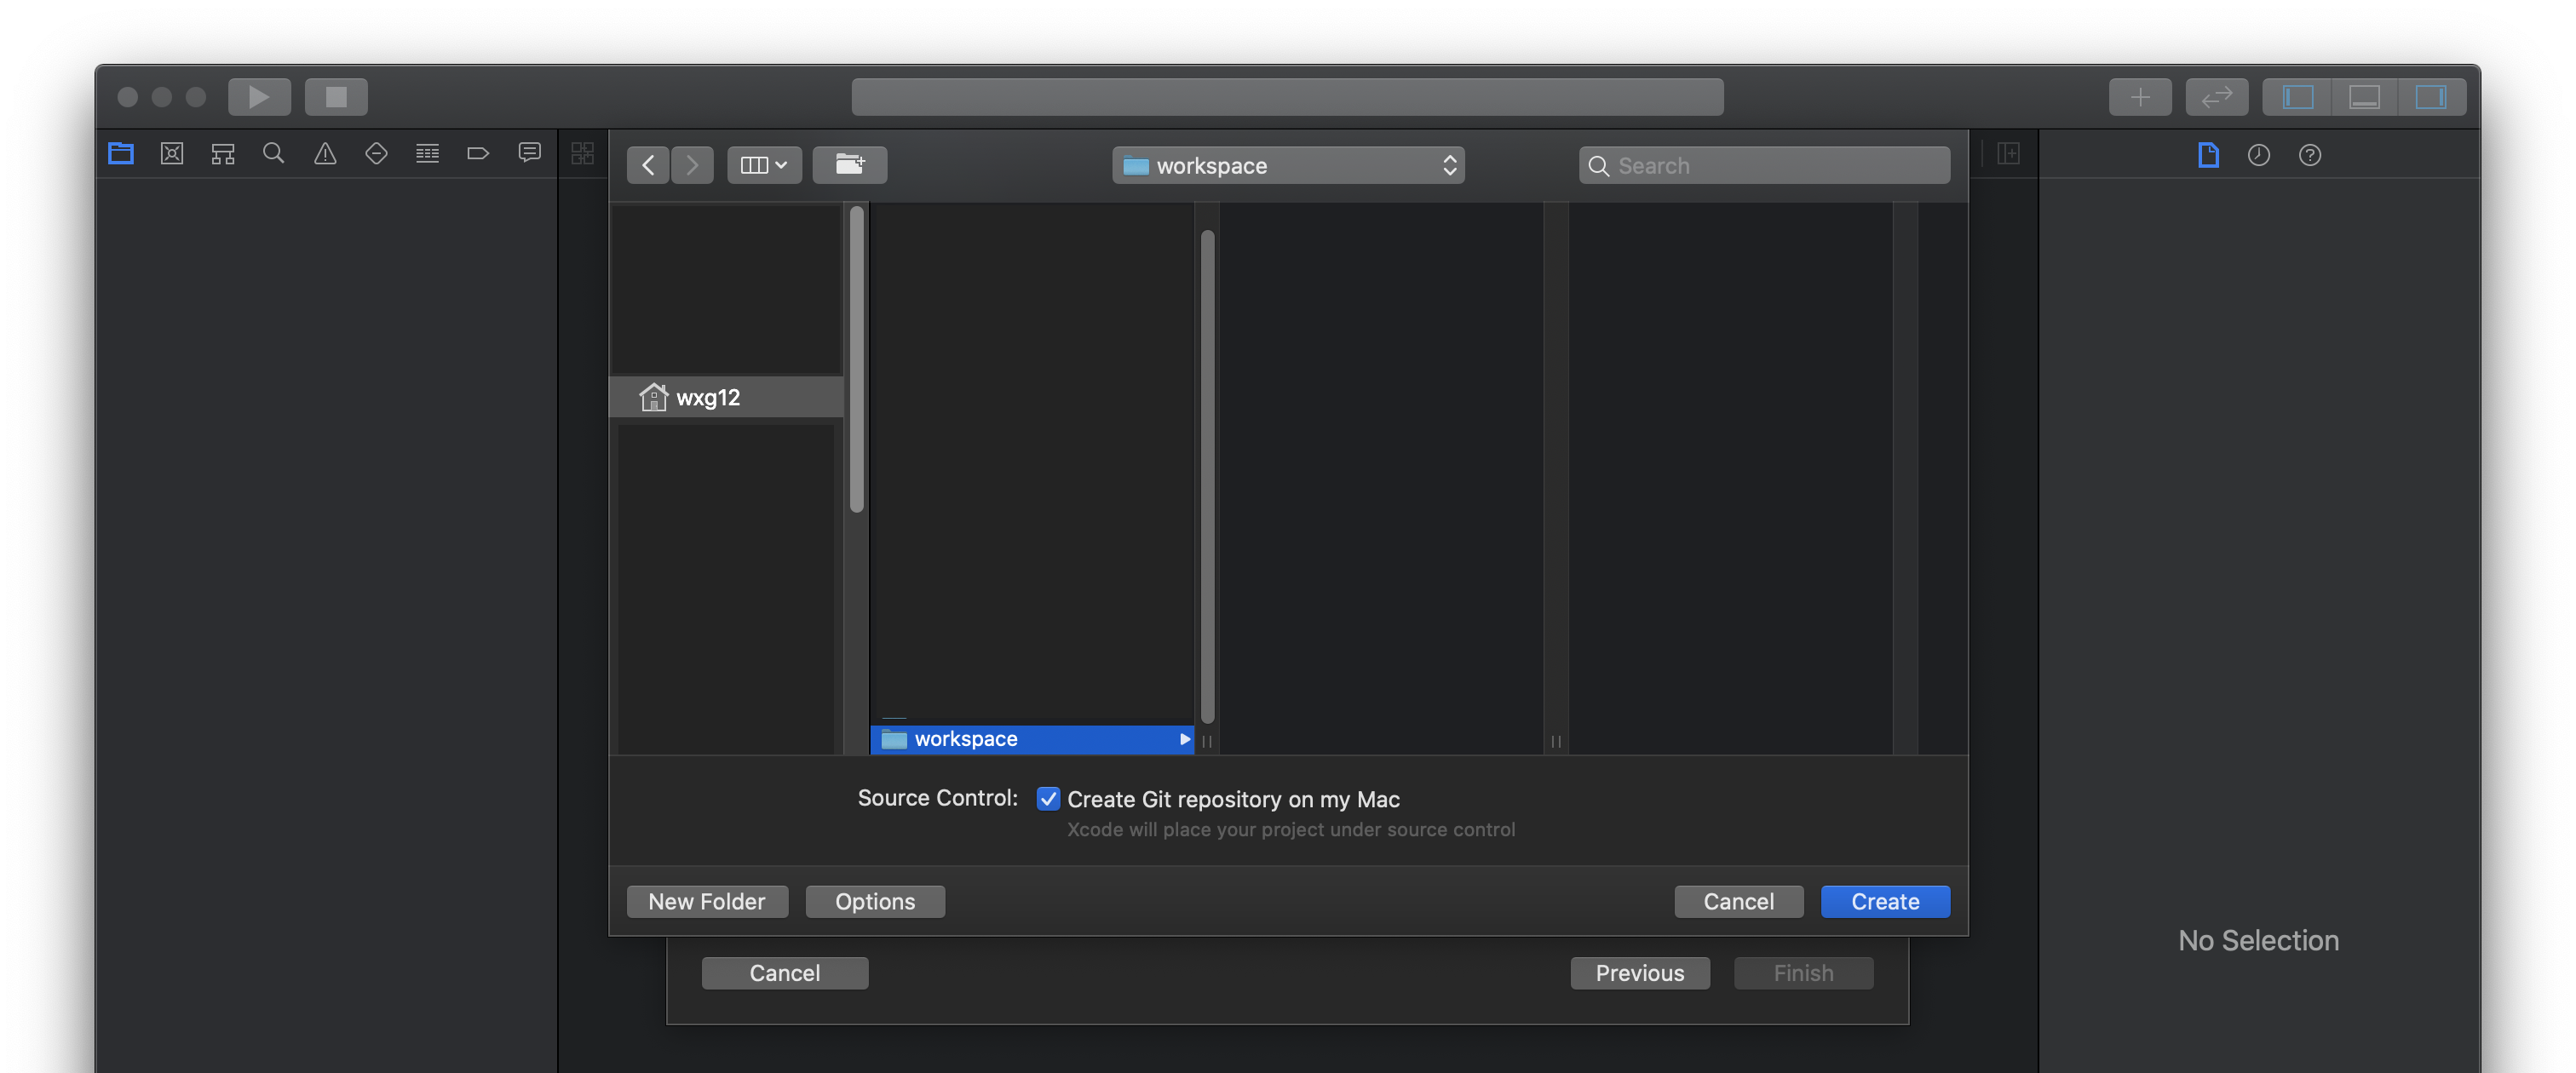 workspace
Search
wxg12
workspace
Source Control: Create Git repository on my Mac
Xcode will place your project under source control
New Folder Options Cancel Create
No Selection
Cancel Previous Finish